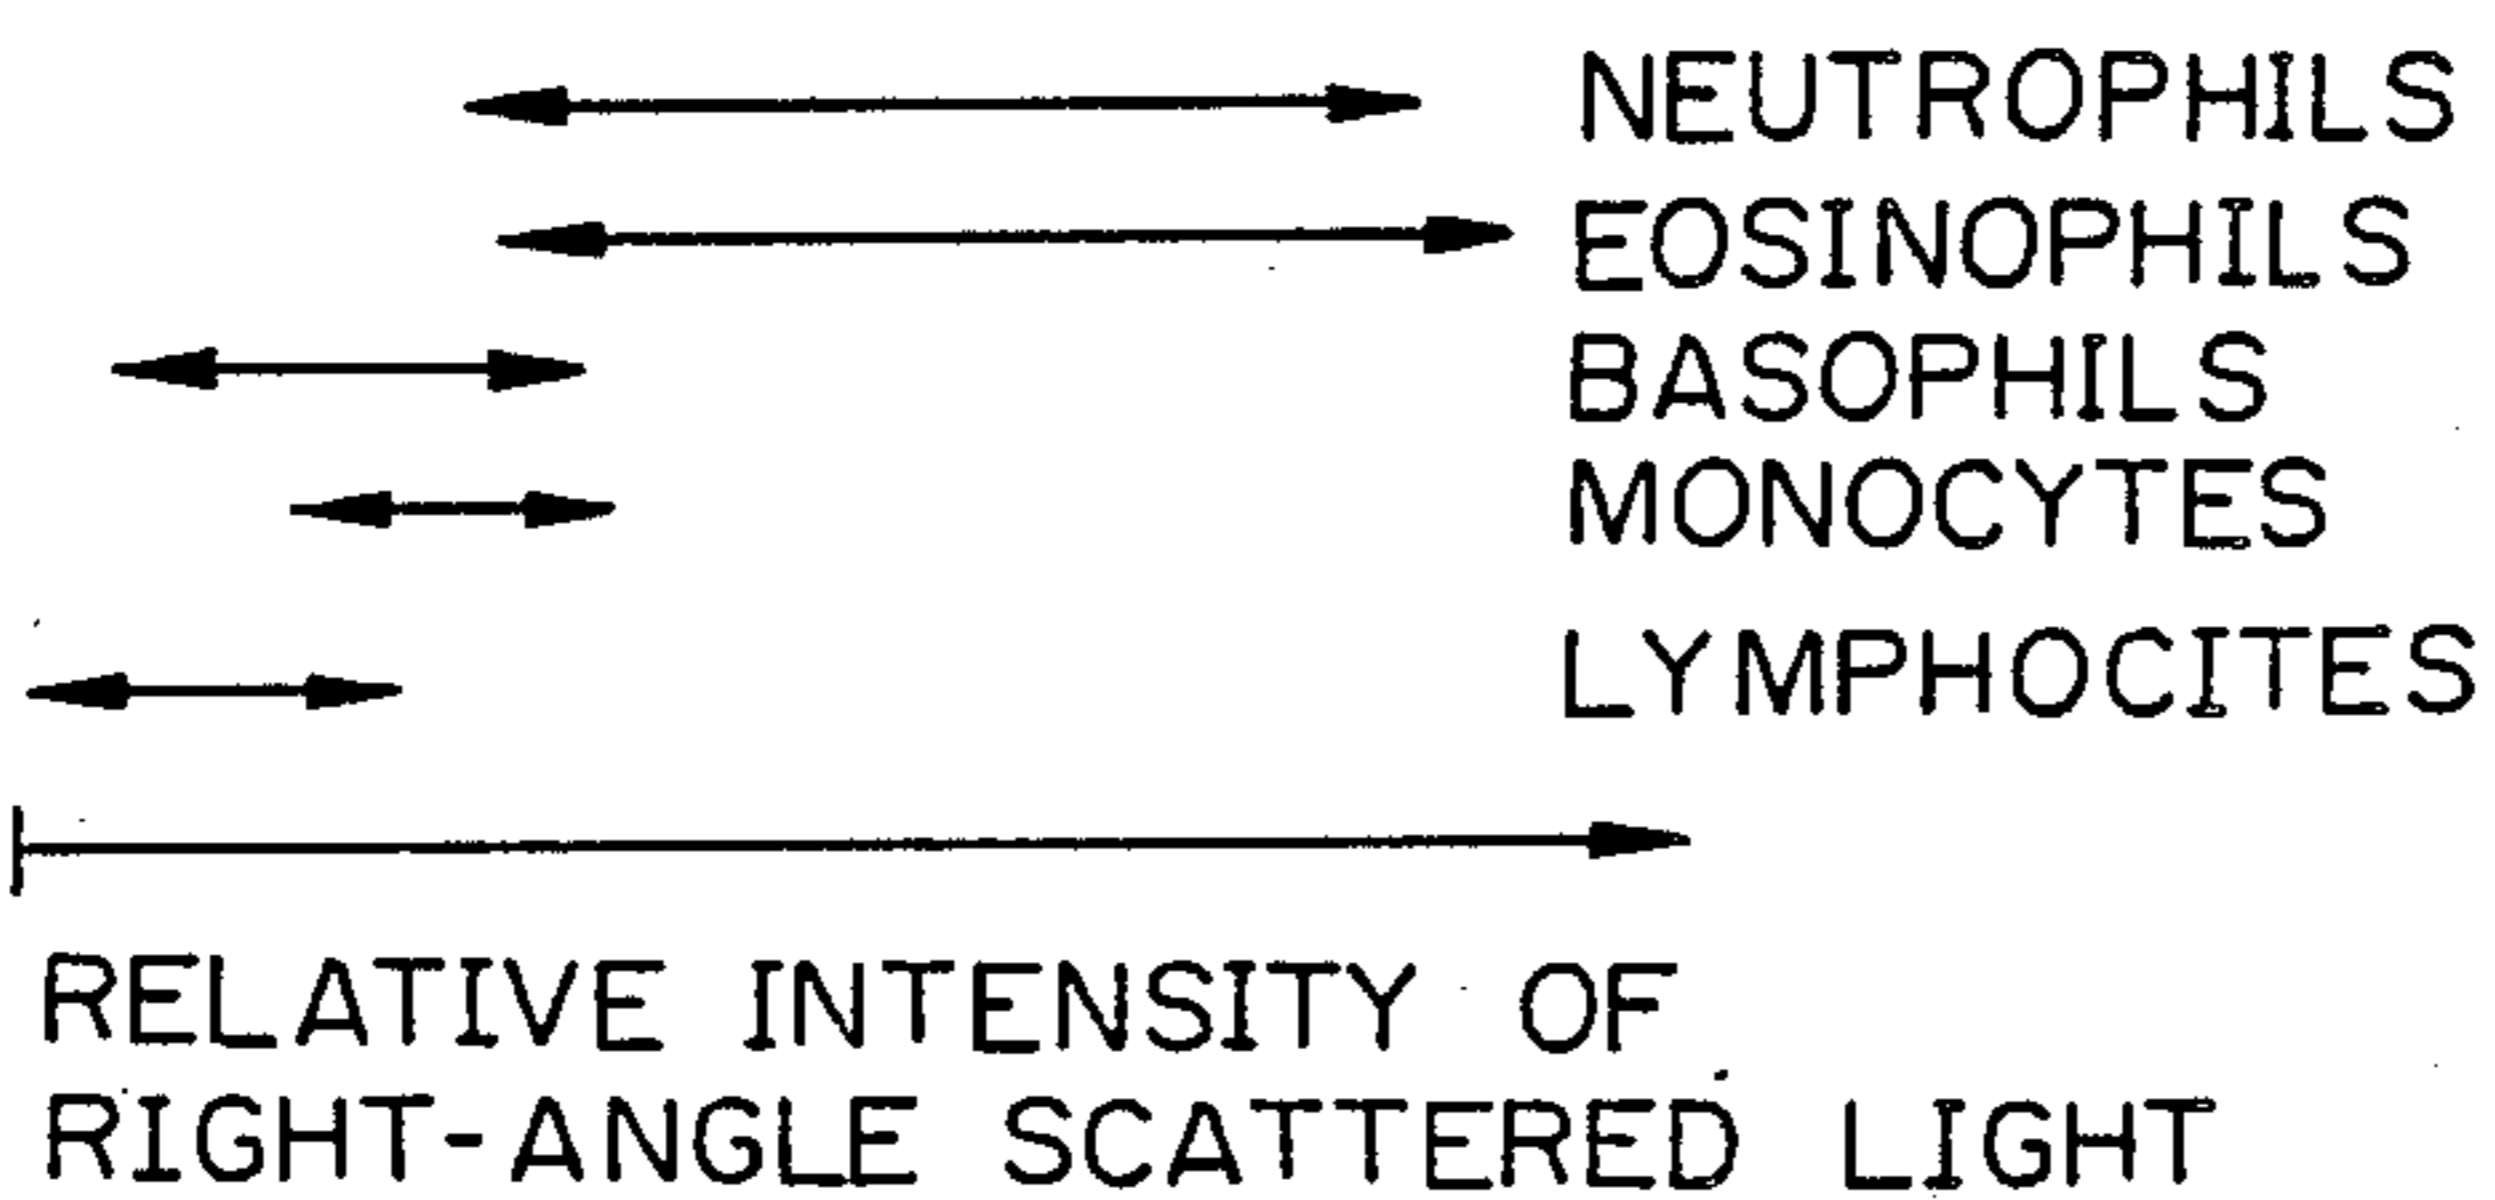 NEUTROPHILS
EOSINOPHILS
BASOPHILS
MONOCYTES
LYMPHOCITES
RELATIVE INTENSITY OF
RIGHT-ANGLE SCATTERED LIGHT